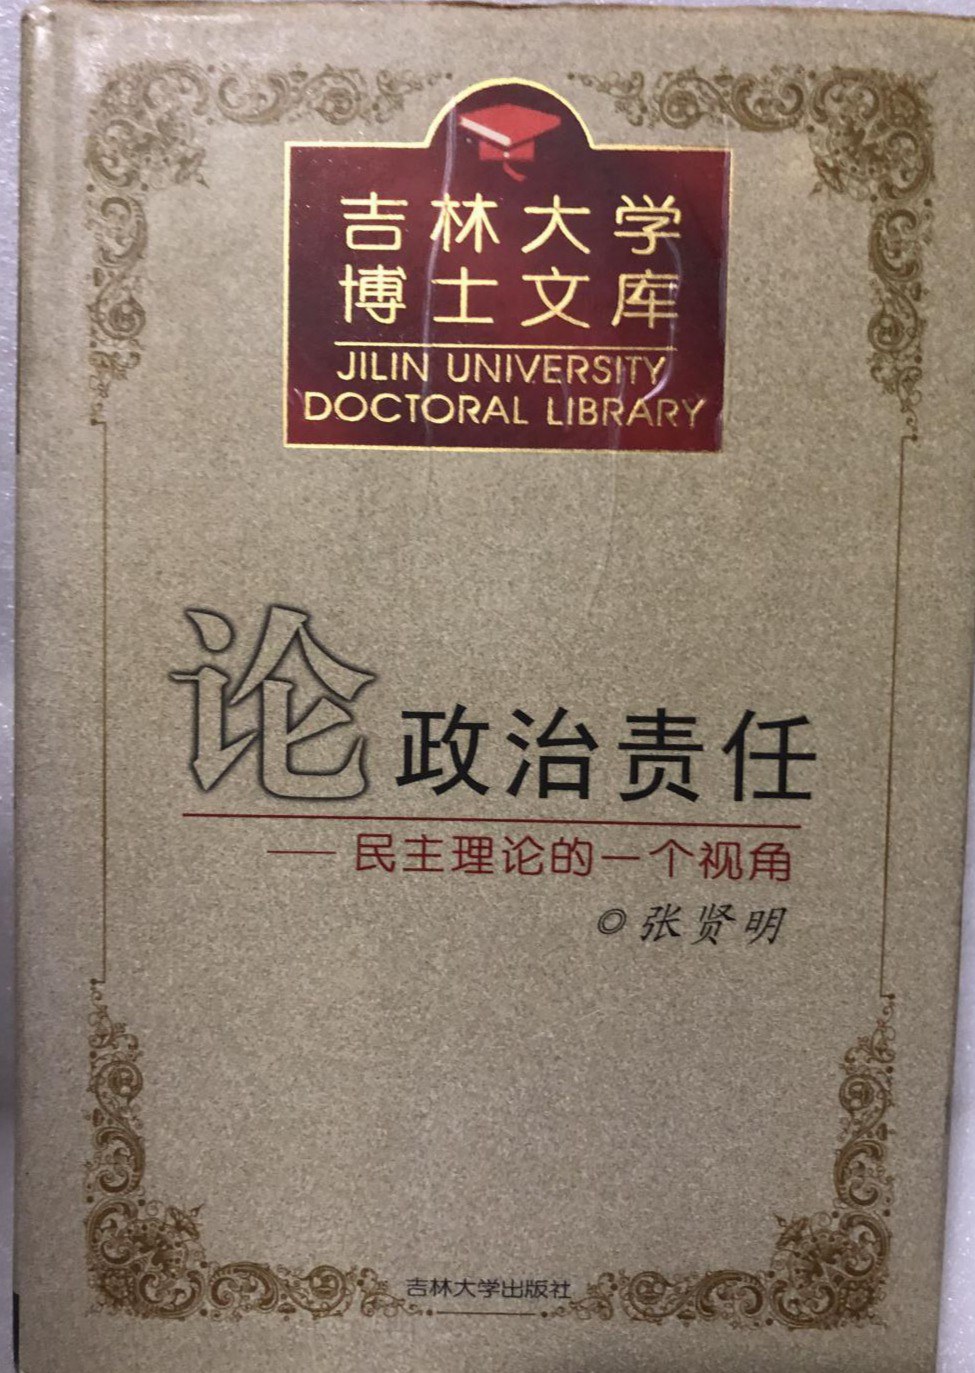 吉林大学
博士文库
JILIN UNIVERSITY
DOCTORAL LIBRARY
论政治责任
——民主理论的一个视角
◎张贤明
吉林大学出版社